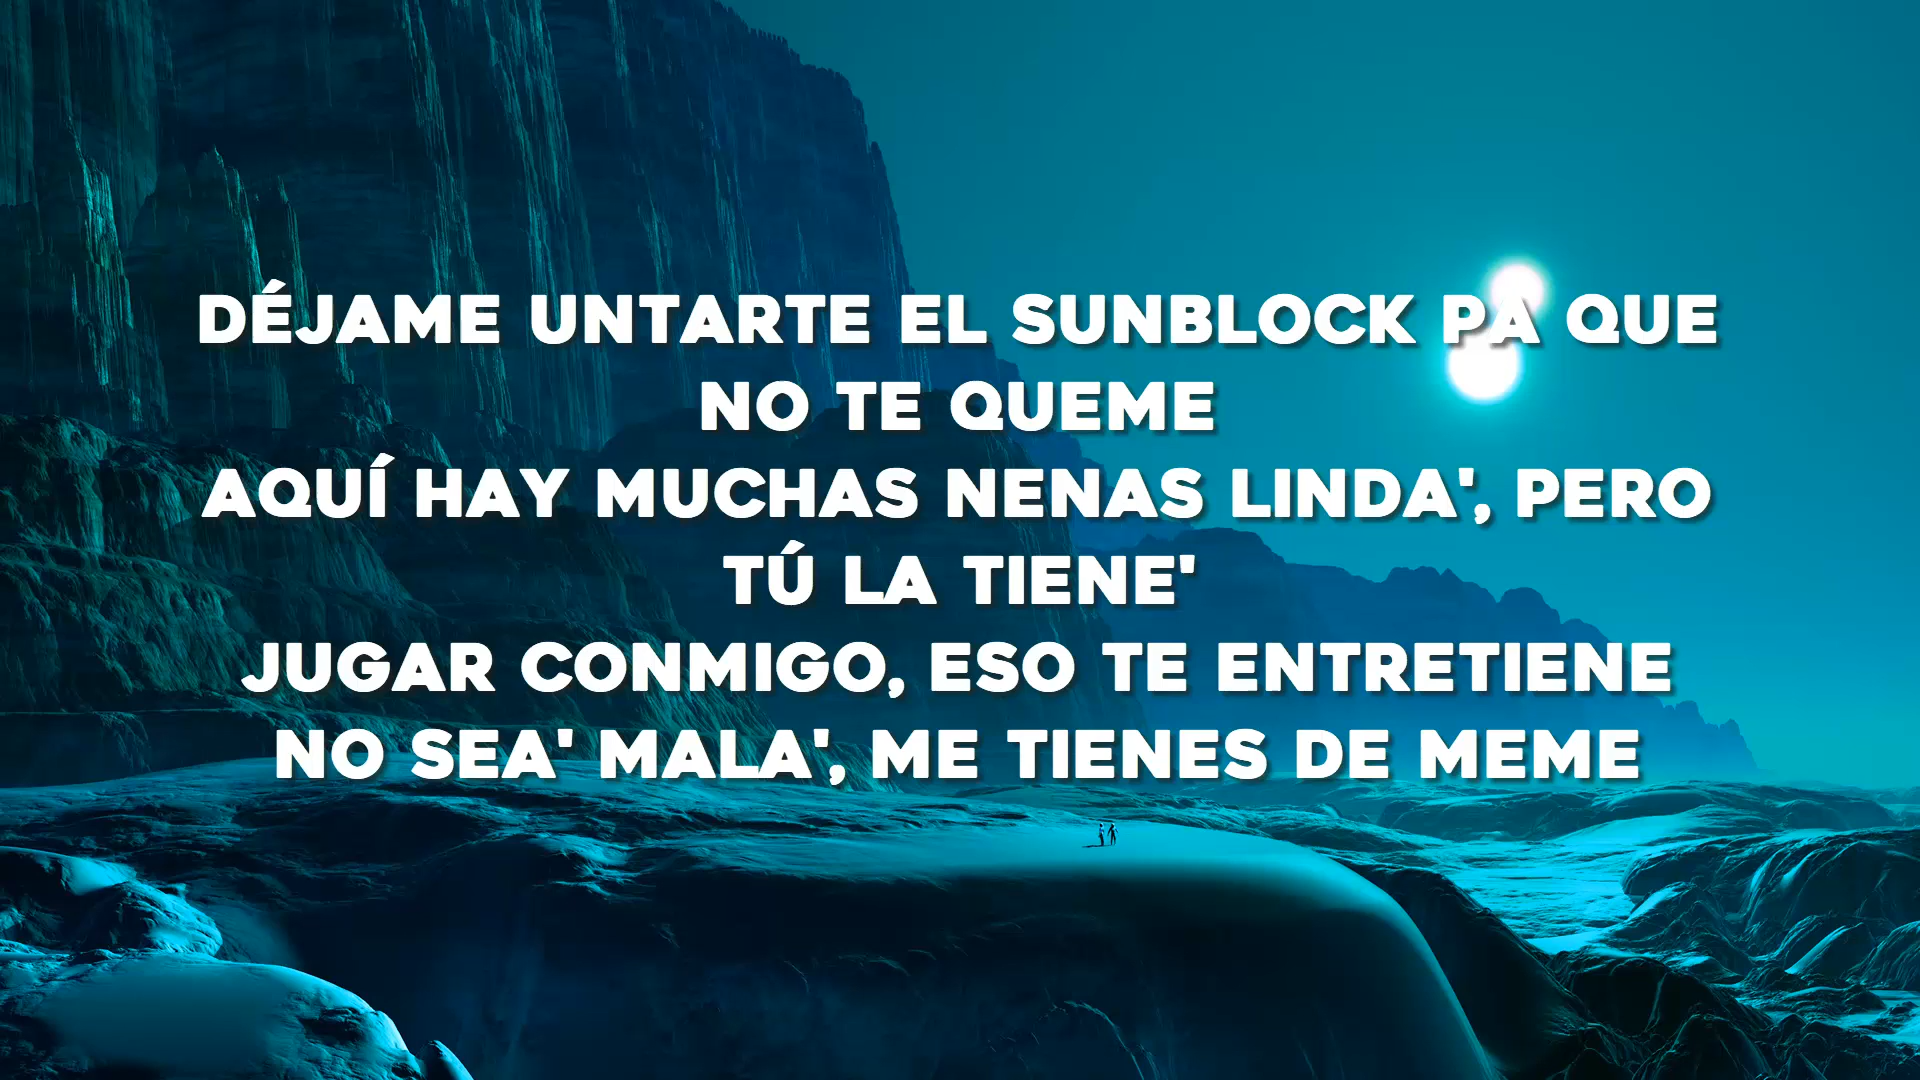 DÉJAME UNTARTE EL SUNBLOCK PA QUE
NO TE QUEME
AQUÍ HAY MUCHAS NENAS LINDA', PERO
TÚ LA TIENE'
JUGAR CONMIGO, ESO TE ENTRETIENE
NO SEA' MALA', ME TIENES DE MEME